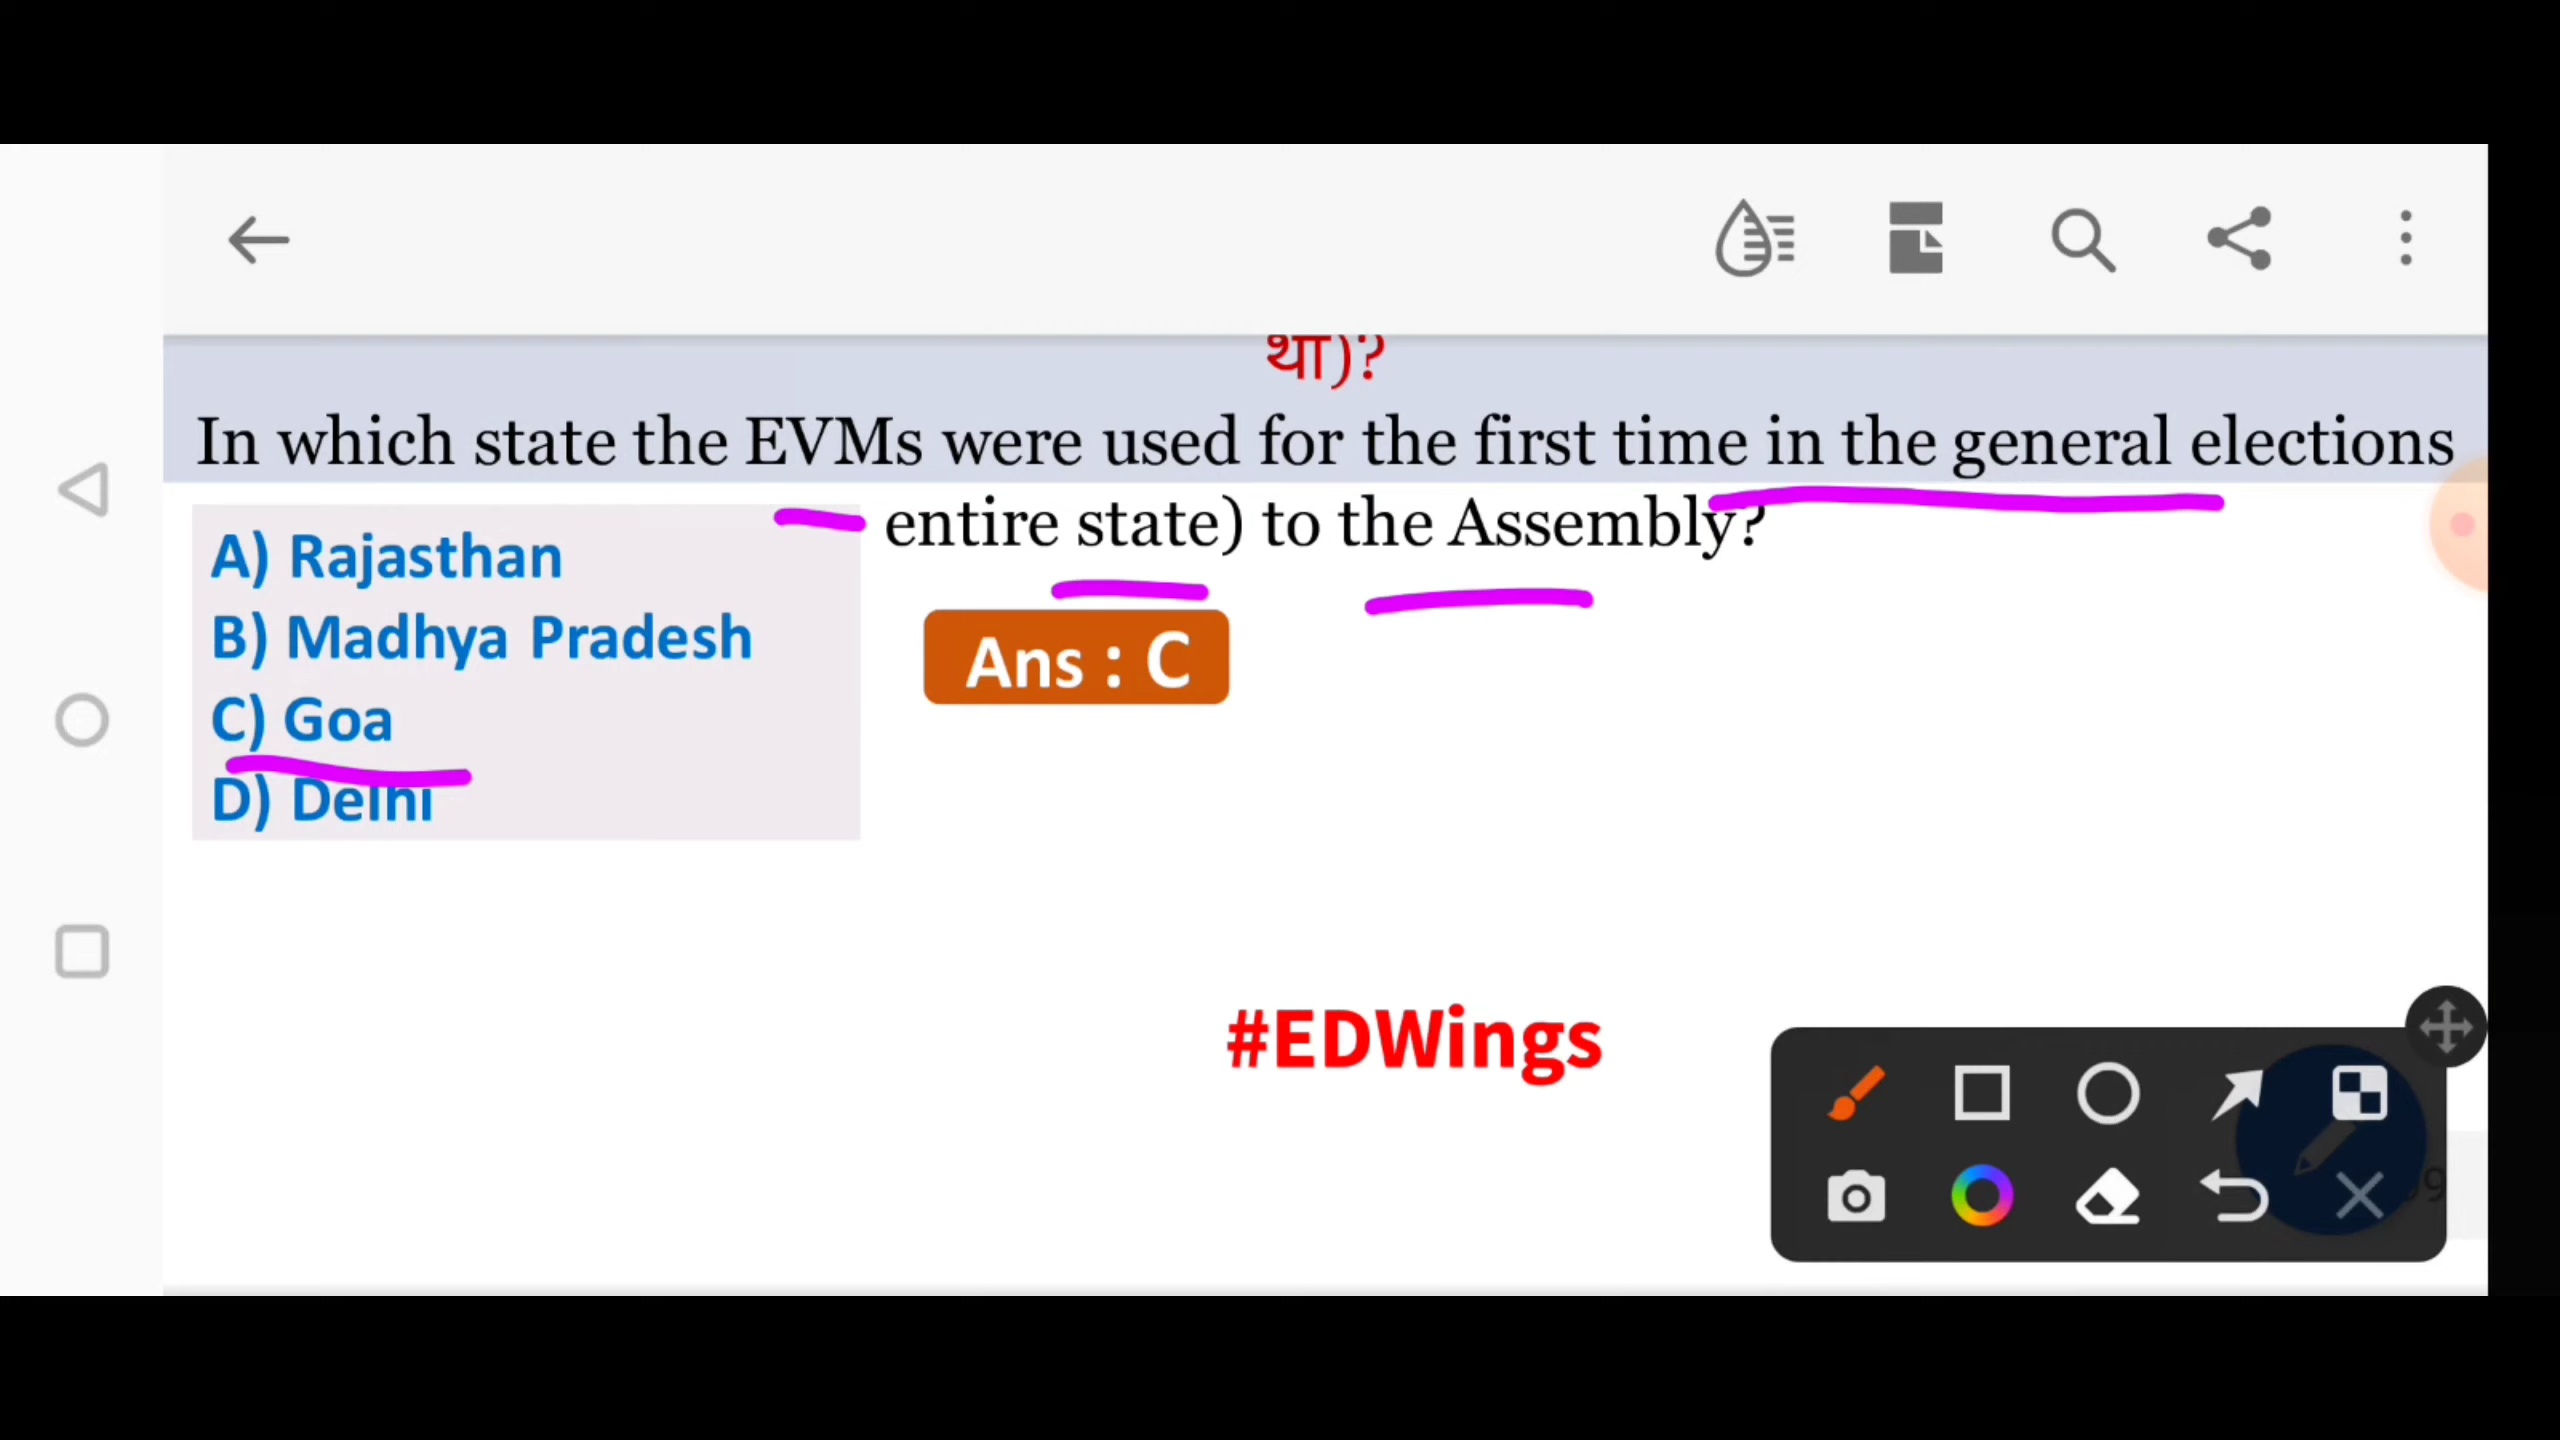 था)?
In which state the EVMs were used for the first time in the general elections
entire state) to the Assembly?
A) Rajasthan
B) Madhya Pradesh
C) Goa
D) Delhi
Ans : C
#EDWings